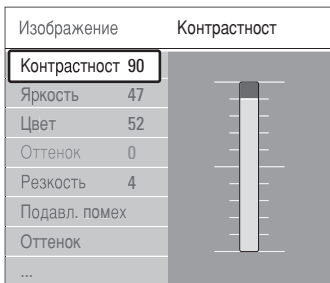 Изображение
Контрастност
Контрастност 90
Яркость 47
Цвет 52
Оттенок 0
Резкость 4
Подавл. помех
Оттенок
...